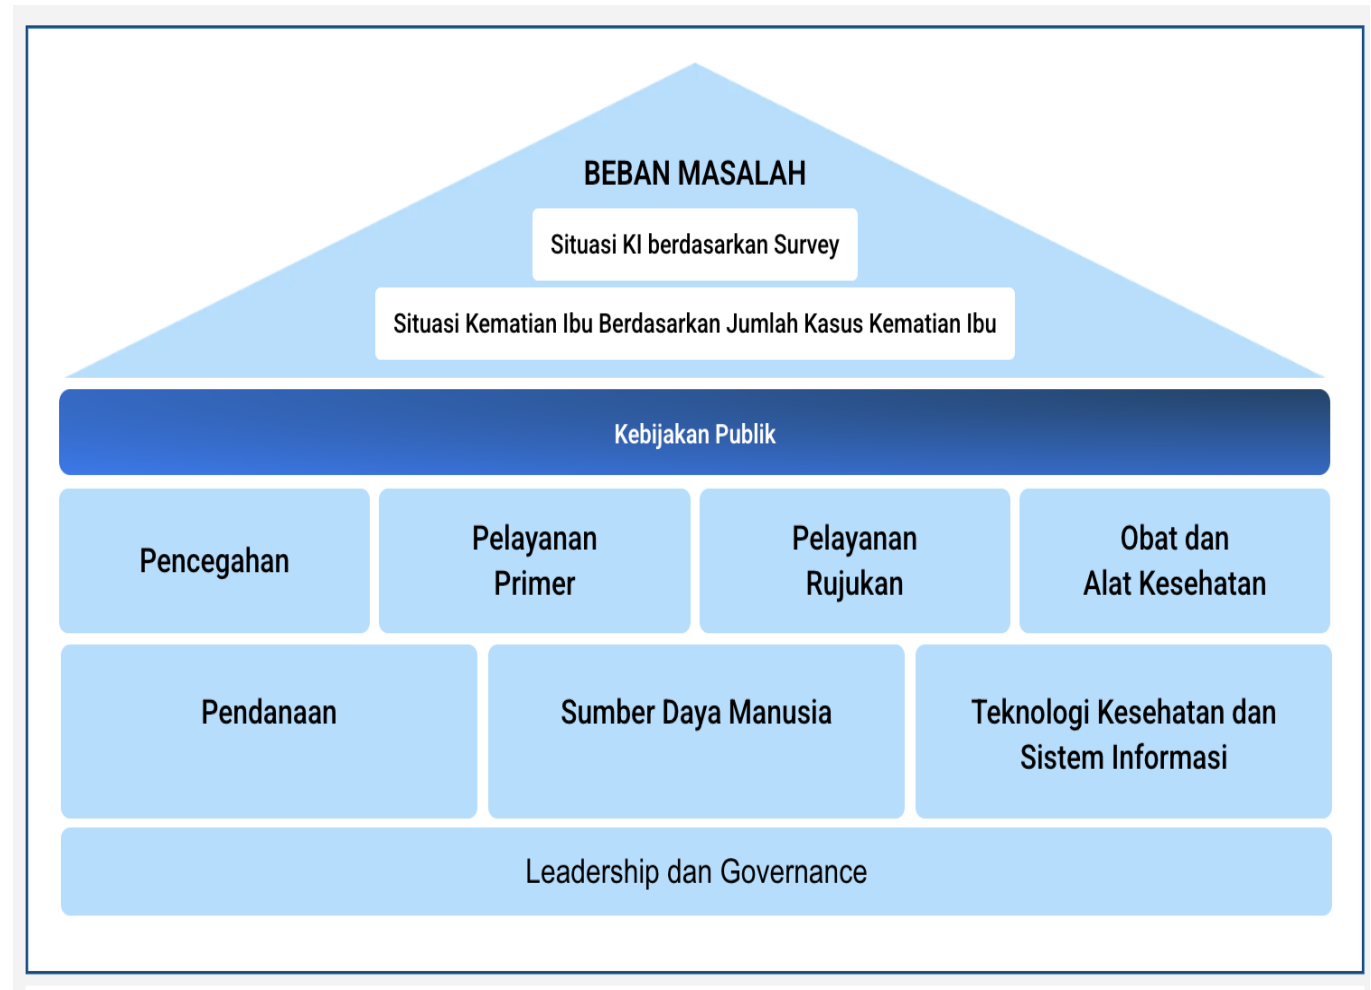 BEBAN MASALAH
Situasi KI berdasarkan Survey
Situasi Kematian Ibu Berdasarkan Jumlah Kasus Kematian Ibu
Kebijakan Publik
Pencegahan
Pelayanan
Primer
Pelayanan
Rujukan
Obat dan
Alat Kesehatan
Pendanaan
Sumber Daya Manusia
Teknologi Kesehatan dan
Sistem Informasi
Leadership dan Governance